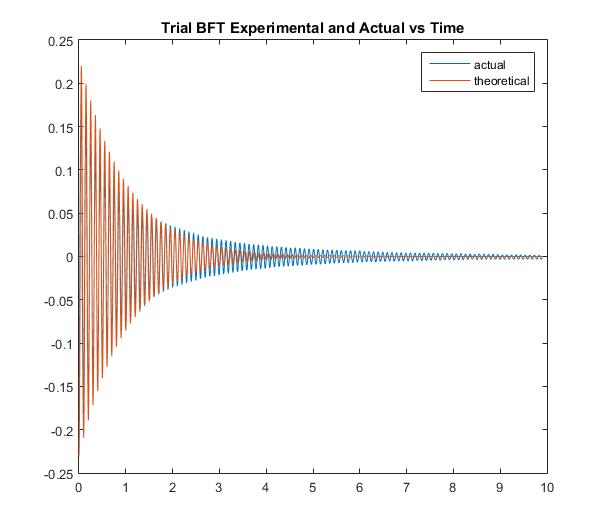 Trial BFT Experimental and Actual vs Time
0.25
0.2
0.15
0.1
0.05
0
-0.05
-0.1
-0.15
-0.2
-0.25
actual
theoretical
0 1 2 3 4 5 6 7 8 9 10